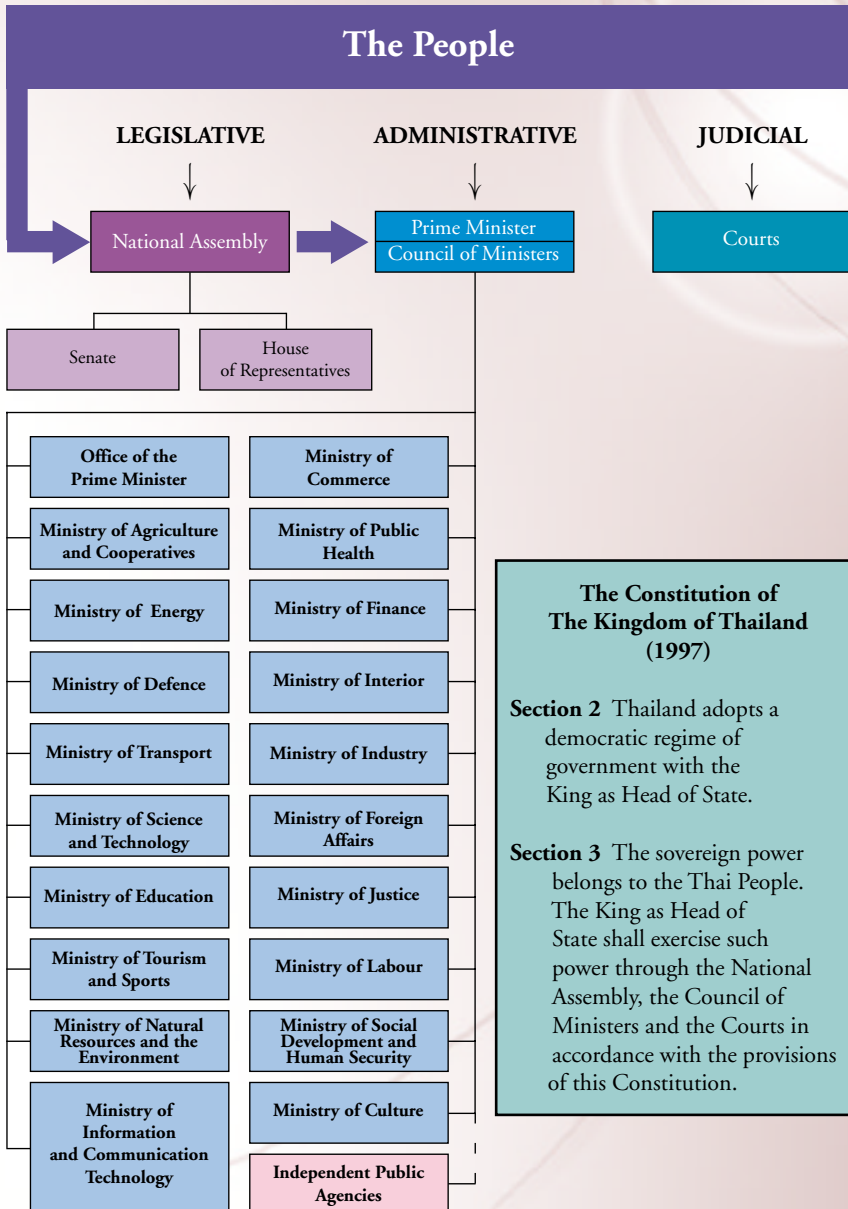 The People
LEGISLATIVE
ADMINISTRATIVE
JUDICIAL
National Assembly
Prime Minister
Council of Ministers
Courts
Senate
House
of Representatives
Office of the
Prime Minister
Ministry of
Commerce
Ministry of Agriculture
and Cooperatives
Ministry of Public
Health
Ministry of Energy
Ministry of Finance
Ministry of Defence
Ministry of Interior
Ministry of Transport
Ministry of Industry
Ministry of Science
and Technology
Ministry of Foreign
Affairs
Ministry of Education
Ministry of Justice
Ministry of Tourism
and Sports
Ministry of Labour
Ministry of Natural
Resources and the
Environment
Ministry of Social
Development and
Human Security
Ministry of
Information
and Communication
Technology
Ministry of Culture
Independent Public
Agencies
The Constitution of
The Kingdom of Thailand
(1997)
Section 2 Thailand adopts a
democratic regime of
government with the
King as Head of State.
Section 3 The sovereign power
belongs to the Thai People.
The King as Head of
State shall exercise such
power through the National
Assembly, the Council of
Ministers and the Courts in
accordance with the provisions
of this Constitution.